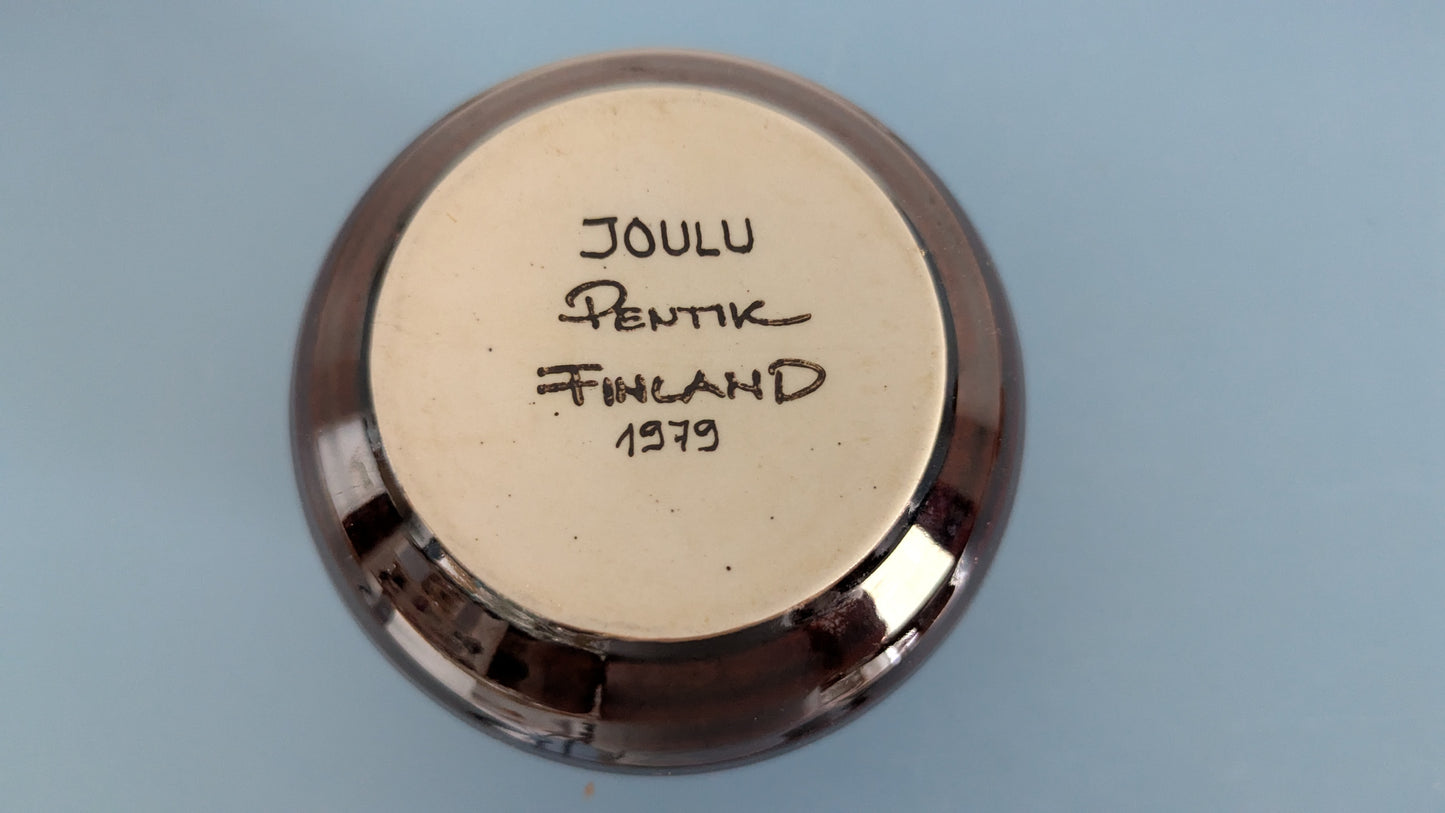 JOULU
PENTIK
FINLAND
1979